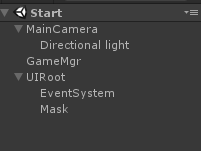 Start
MainCamera
Directional light
GameMgr
UIRoot
EventSystem
Mask